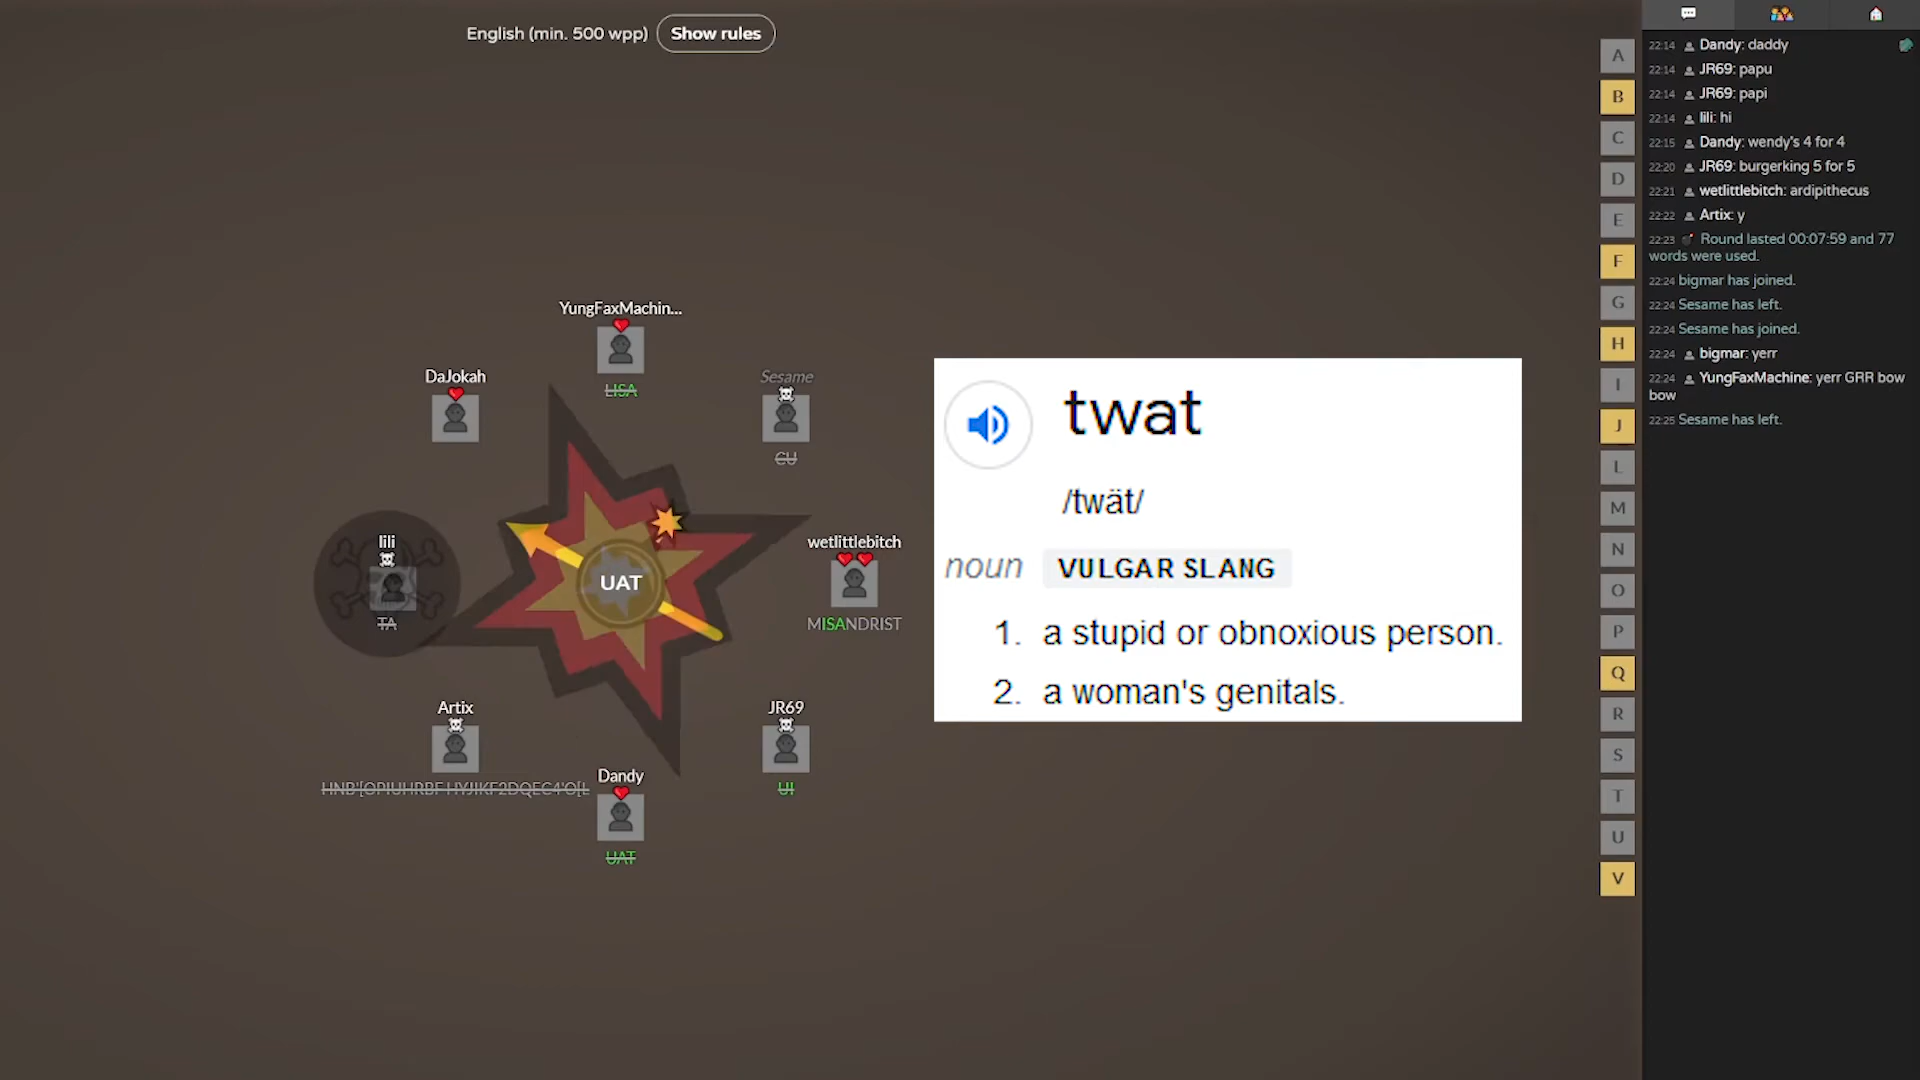 English (min. 500 wpp) Show rules
YungFaxMachin...
LISA
DaJokah
Sesame
CU
lili
TA
UAT
wetlittlebitch
MISANDRIST
Artix
JR69
UI
Dandy
UAT
twat
/twät/
noun VULGAR SLANG
1. a stupid or obnoxious person.
2. a woman's genitals.
A
B
C
D
E
F
G
H
I
J
L
M
N
O
P
Q
R
S
T
U
V
22:14 Dandy: daddy
22:14 JR69: papu
22:14 JR69: papi
22:14 lili: hi
22:15 Dandy: wendy's 4 for 4
22:20 JR69: burgerking 5 for 5
22:21 wetlittlebitch: ardipithecus
22:22 Artix: y
22:23 Round lasted 00:07:59 and 77
words were used.
22:24 bigmar has joined.
22:24 Sesame has left.
22:24 Sesame has joined.
22:24 bigmar: yerr
22:24 YungFaxMachine: yerr GRR bow
bow
22:25 Sesame has left.